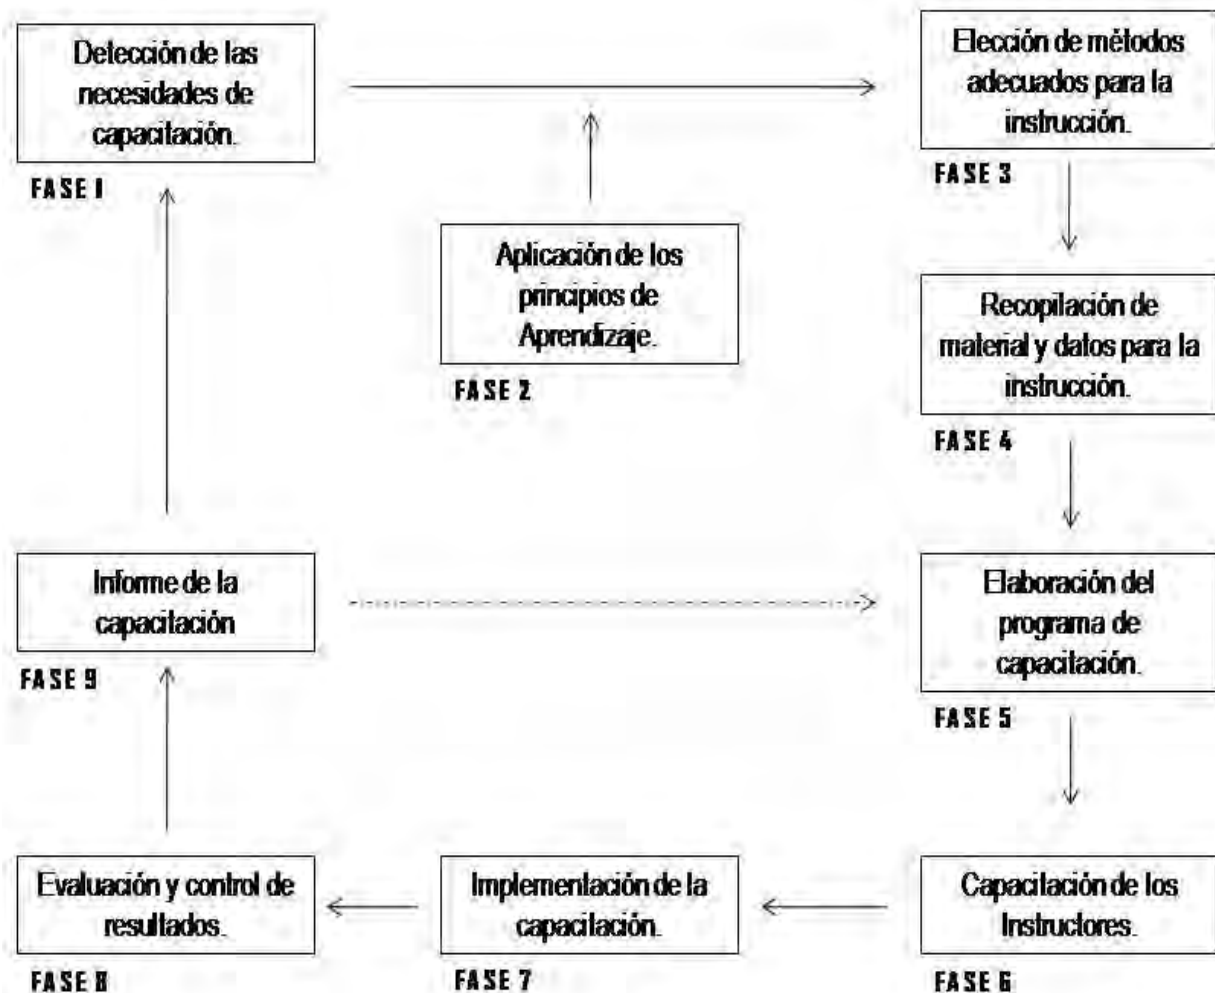 Detección de las
necesidades de
capacitación.
FASE 1
Aplicación de los
principios de
Aprendizaje.
FASE 2
Elección de métodos
adecuados para la
instrucción.
FASE 3
Recopilación de
material y datos para la
instrucción.
FASE 4
Elaboración del
programa de
capacitación.
FASE 5
Capacitación de los
Instructores.
FASE 6
Implementación de la
capacitación.
FASE 7
Evaluación y control de
resultados.
FASE 8
Informe de la
capacitación
FASE 9